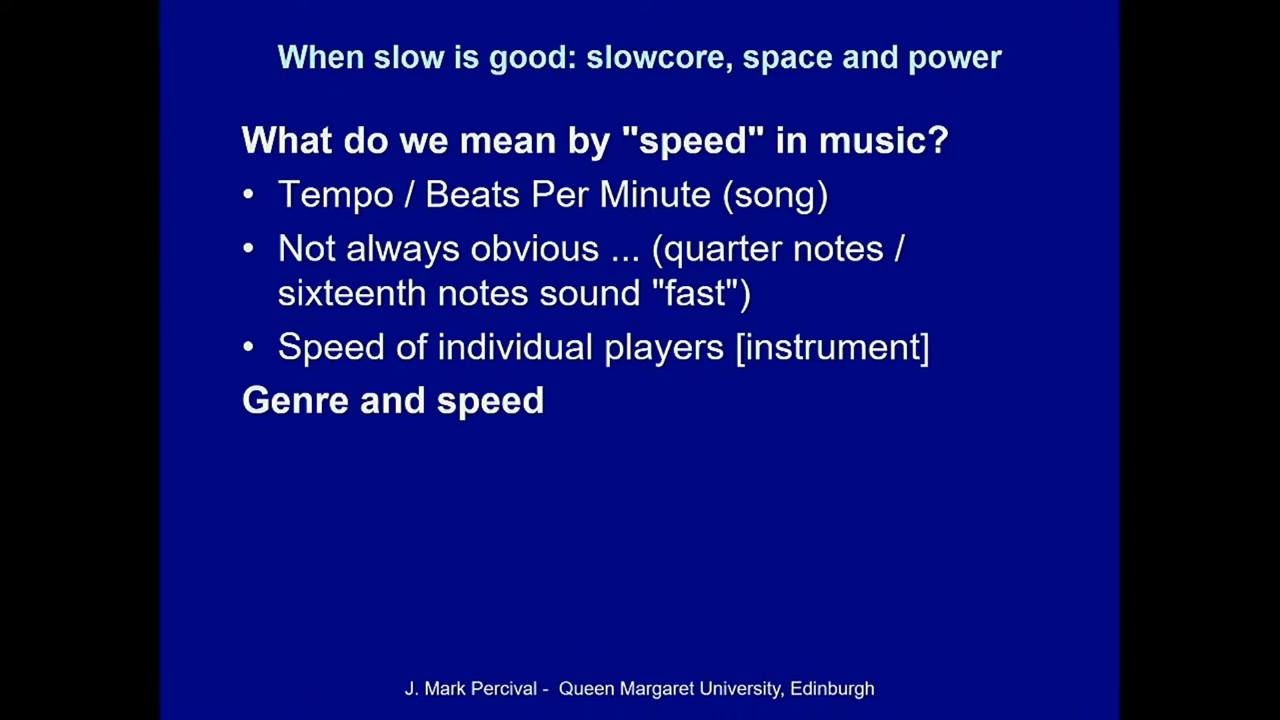 When slow is good: slowcore, space and power
What do we mean by "speed" in music?
• Tempo / Beats Per Minute (song)
• Not always obvious ... (quarter notes /
sixteenth notes sound "fast")
• Speed of individual players [instrument]
Genre and speed
J. Mark Percival - Queen Margaret University, Edinburgh